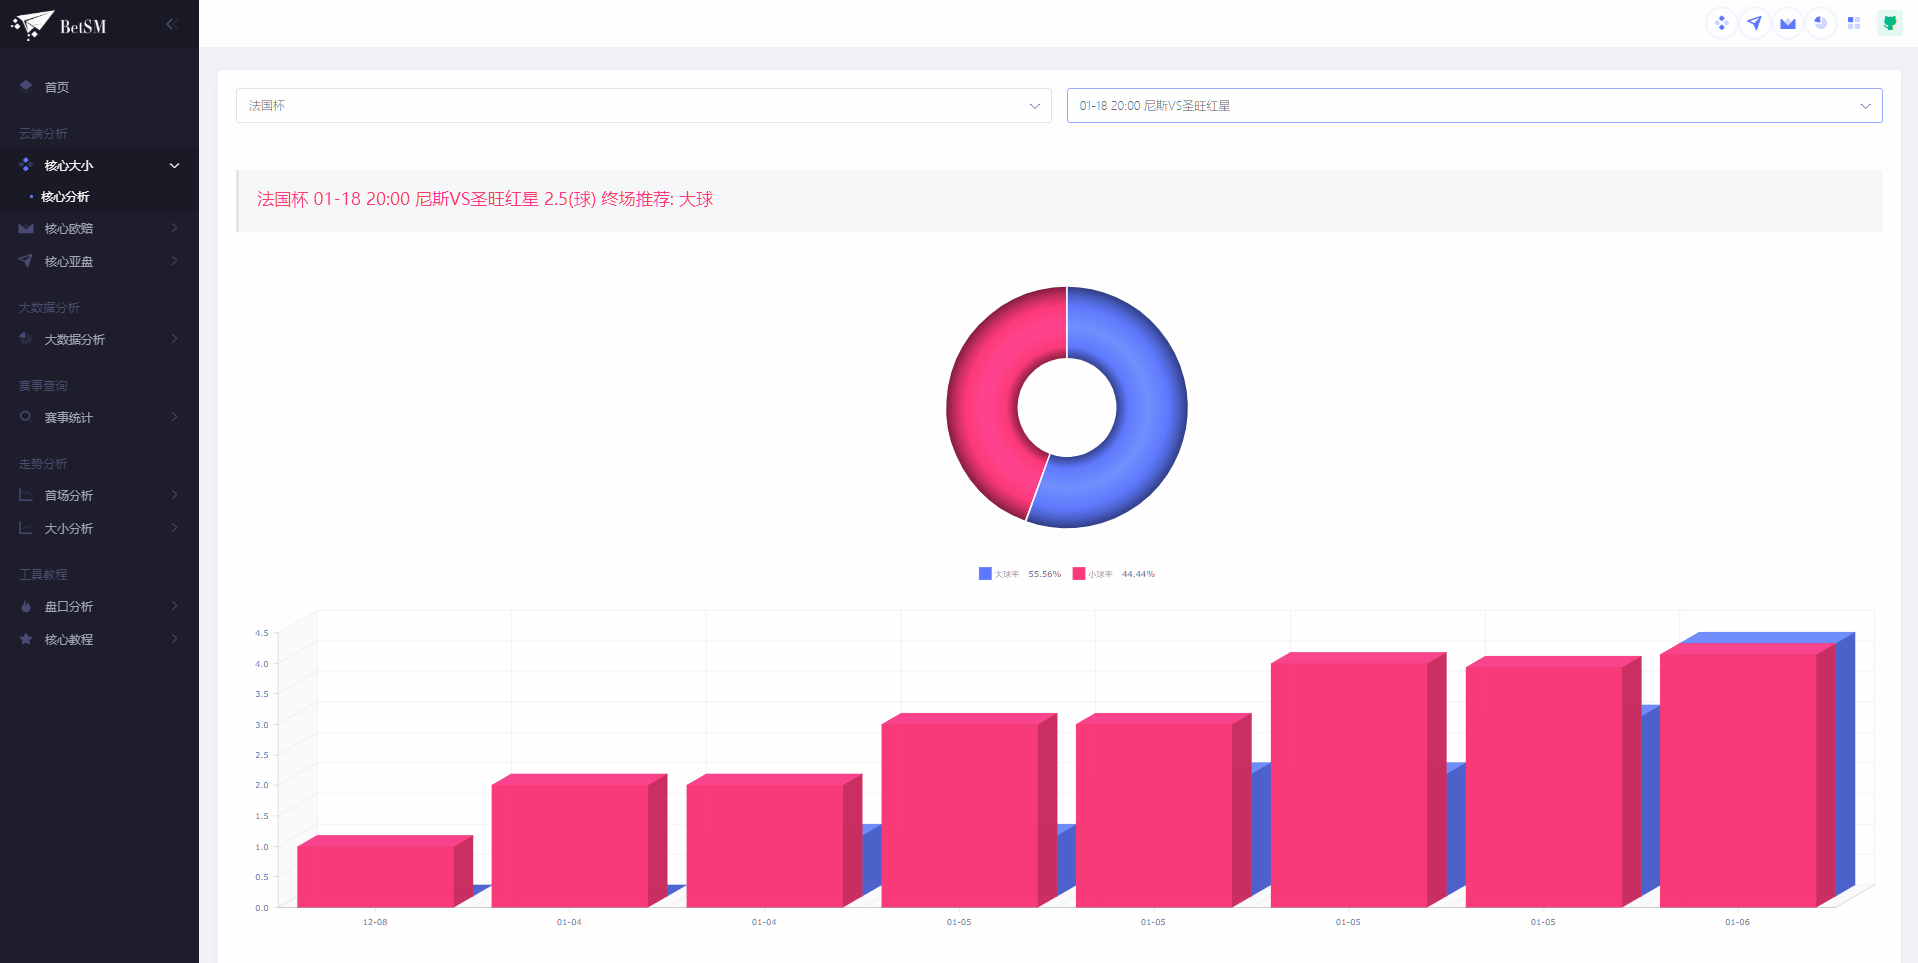 BetSM
首页
云端分析
核心大小
核心分析
核心欧赔
核心亚盘
大数据分析
大数据分析
赛事查询
赛事统计
走势分析
首场分析
大小分析
工具教程
盘口分析
核心教程
法国杯
01-18 20:00 尼斯VS圣旺红星
法国杯 01-18 20:00 尼斯VS圣旺红星 2.5(球) 终场推荐: 大球
大球率 55.56% 小球率 44.44%
4.5
4.0
3.5
3.0
2.5
2.0
1.5
1.0
0.5
0.0
12-08 01-04 01-04 01-05 01-05 01-05 01-05 01-06